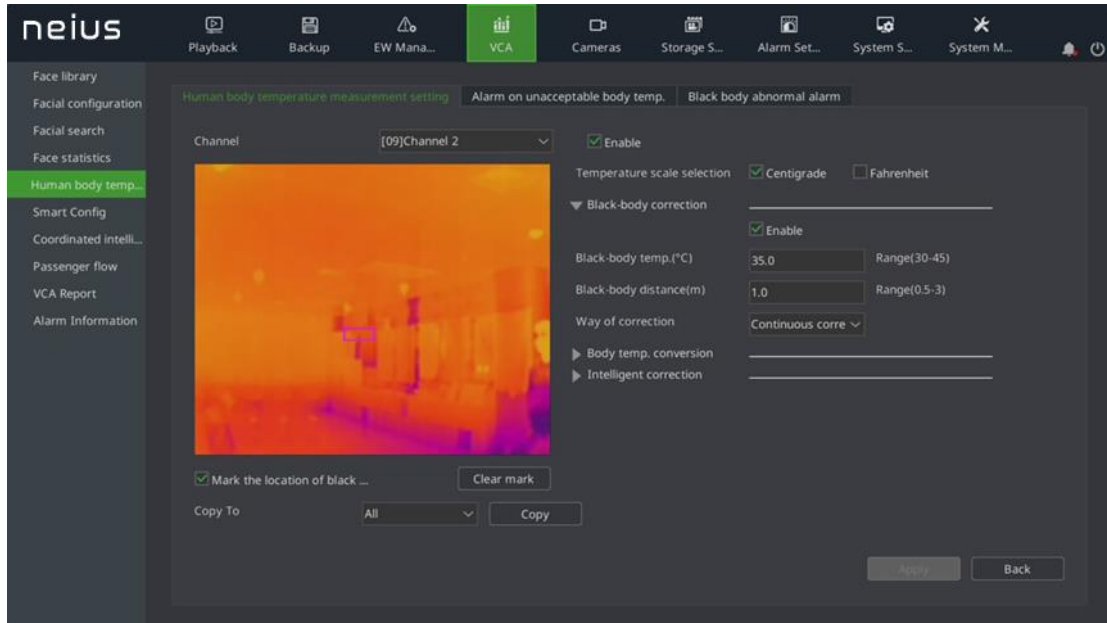 neius
Playback
Backup
EW Mana...
VCA
Cameras
Storage S...
Alarm Set...
System S...
System M...
Face library
Facial configuration
Facial search
Face statistics
Human body temp...
Smart Config
Coordinated intelli...
Passenger flow
VCA Report
Alarm Information
Human body temperature measurement setting
Alarm on unacceptable body temp.
Black body abnormal alarm
Channel
[09]Channel 2
Enable
Temperature scale selection
Centigrade
Fahrenheit
Black-body correction
Enable
Black-body temp.(°C)
35.0
Range(30-45)
Black-body distance(m)
1.0
Range(0.5-3)
Way of correction
Continuous corre
Body temp. conversion
Intelligent correction
Mark the location of black ...
Clear mark
Copy To
All
Copy
Apply
Back